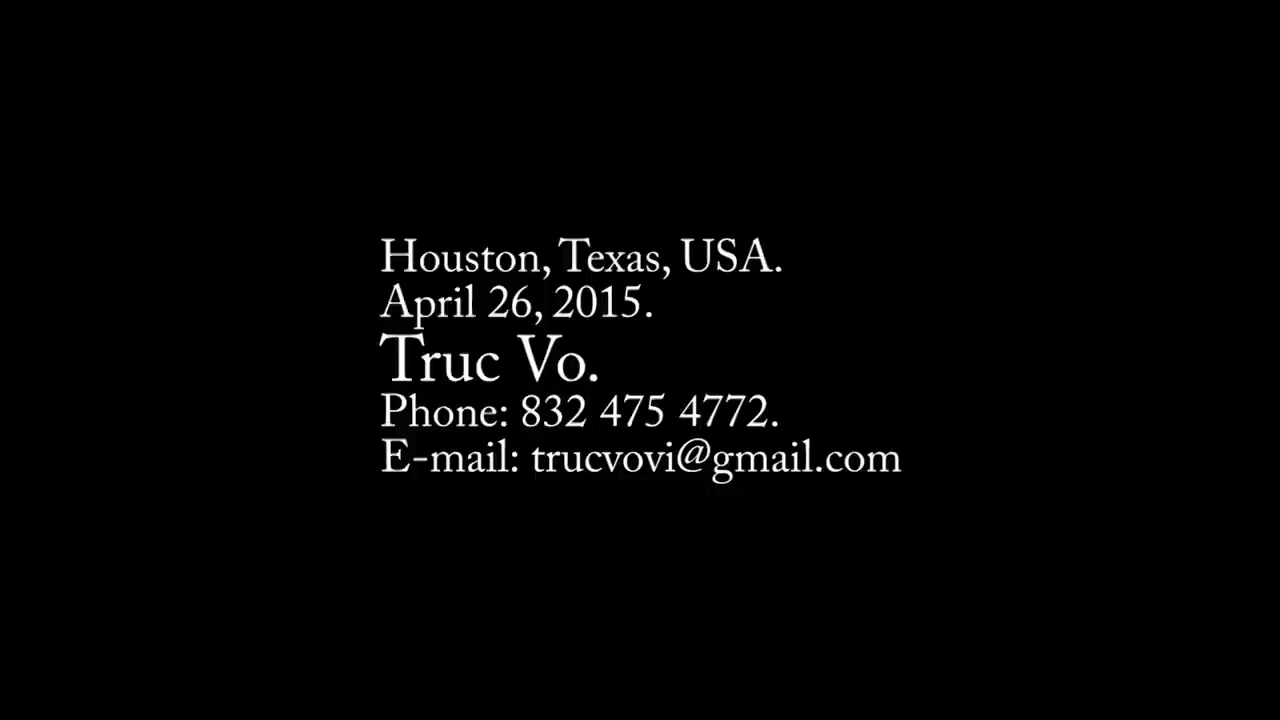 Houston, Texas, USA.
April 26, 2015.
Truc Vo.
Phone: 832 475 4772.
E-mail: trucvovi@gmail.com